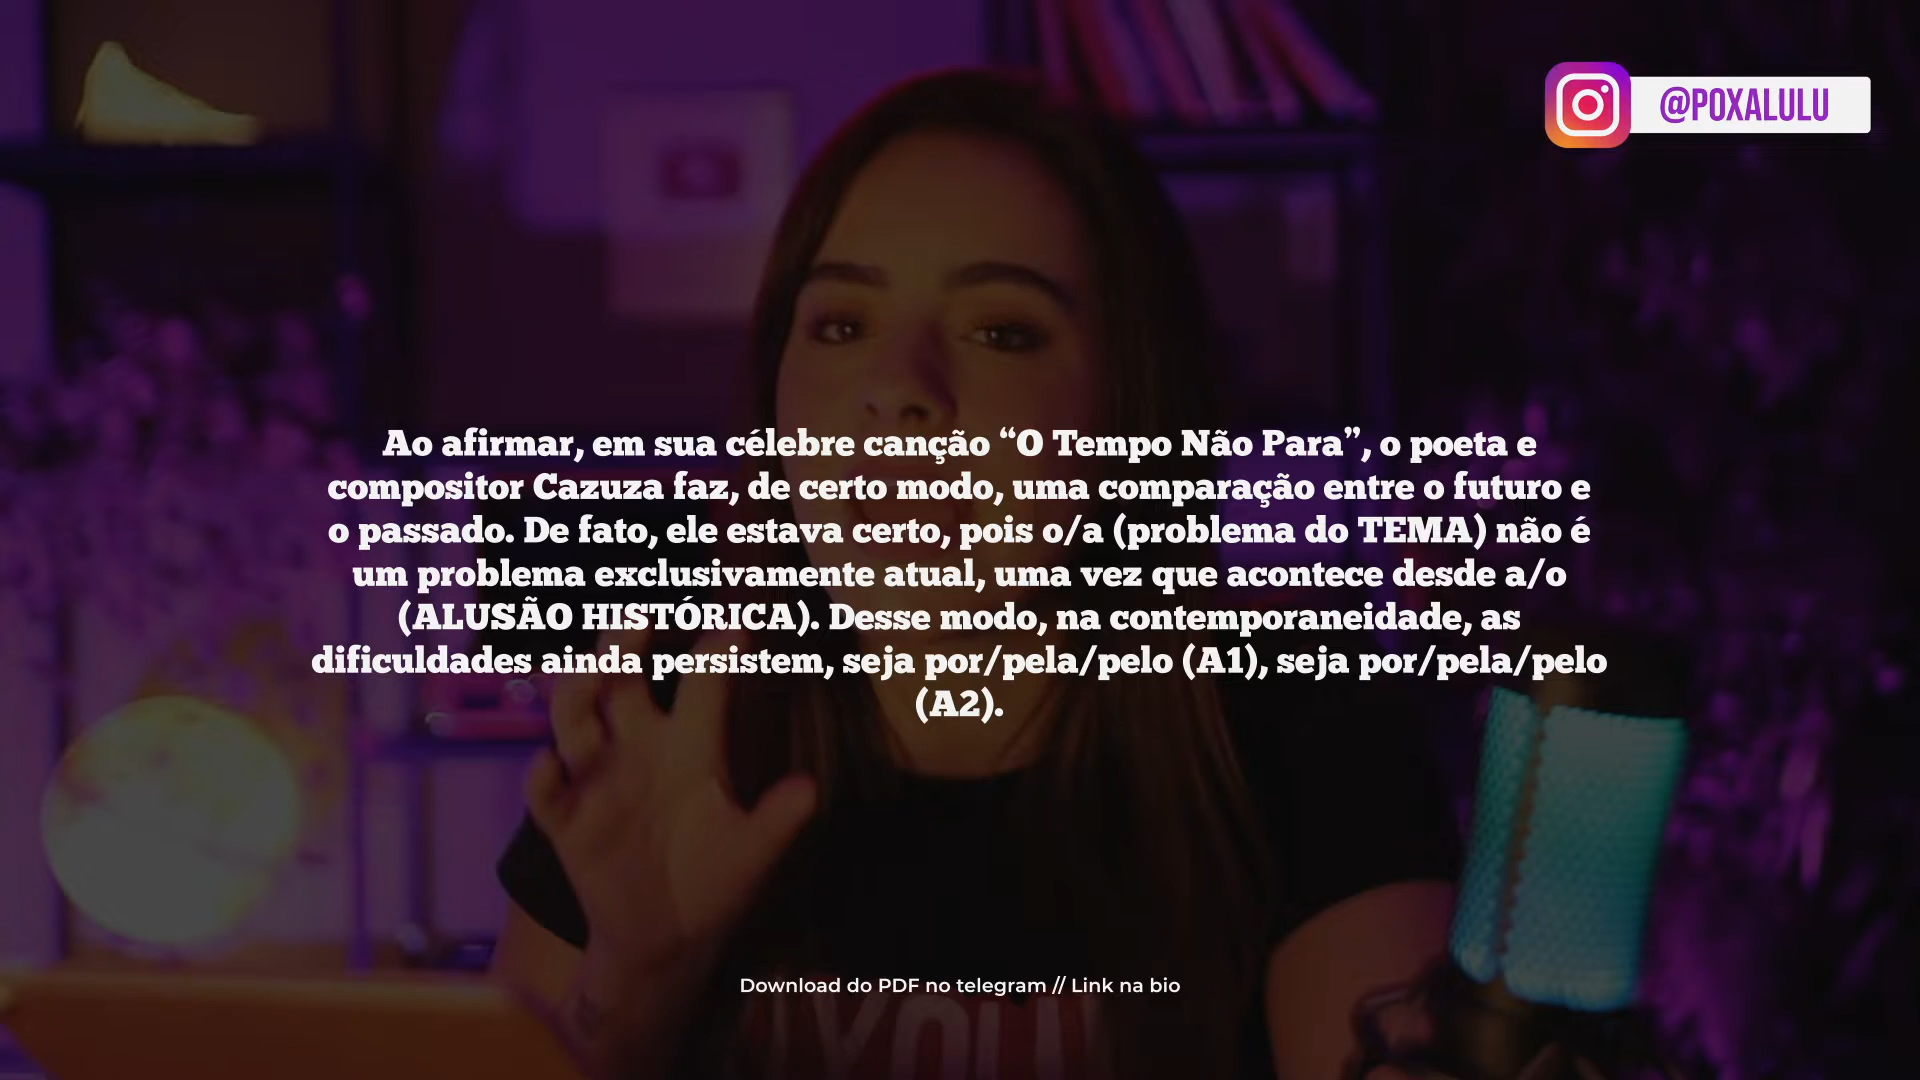 @POXALULU
Ao afirmar, em sua célebre canção “O Tempo Não Para”, o poeta e
compositor Cazuza faz, de certo modo, uma comparação entre o futuro e
o passado. De fato, ele estava certo, pois o/a (problema do TEMA) não é
um problema exclusivamente atual, uma vez que acontece desde a/o
(ALUSÃO HISTÓRICA). Desse modo, na contemporaneidade, as
dificuldades ainda persistem, seja por/pela/pelo (A1), seja por/pela/pelo
(A2).
Download do PDF no telegram // Link na bio
YOU